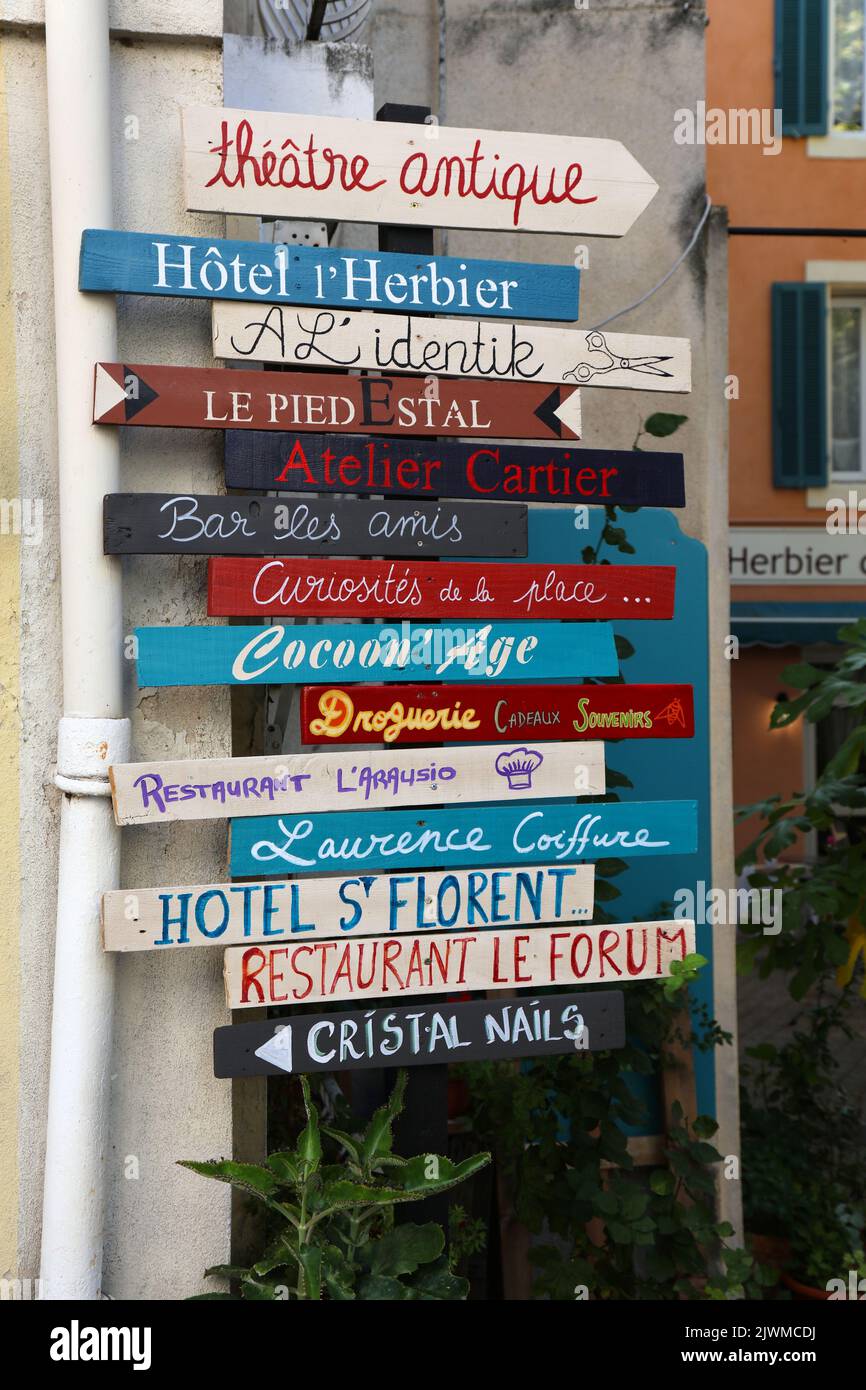 théâtre antique
Hôtel l'Herbier
A L'identik
LE PIEDESTAL
Atelier Cartier
Bar les amis
Curiosités de la place ...
Cocoon'Age
Herbier
Droguerie Cadeaux Souvenirs
Restaurant L'Arausio
Laurence Coiffure
HOTEL ST FLORENT...
RESTAURANT LE FORUM
CRISTAL NAILS
alamy
Image ID: 2JWMCDJ
www.alamy.com